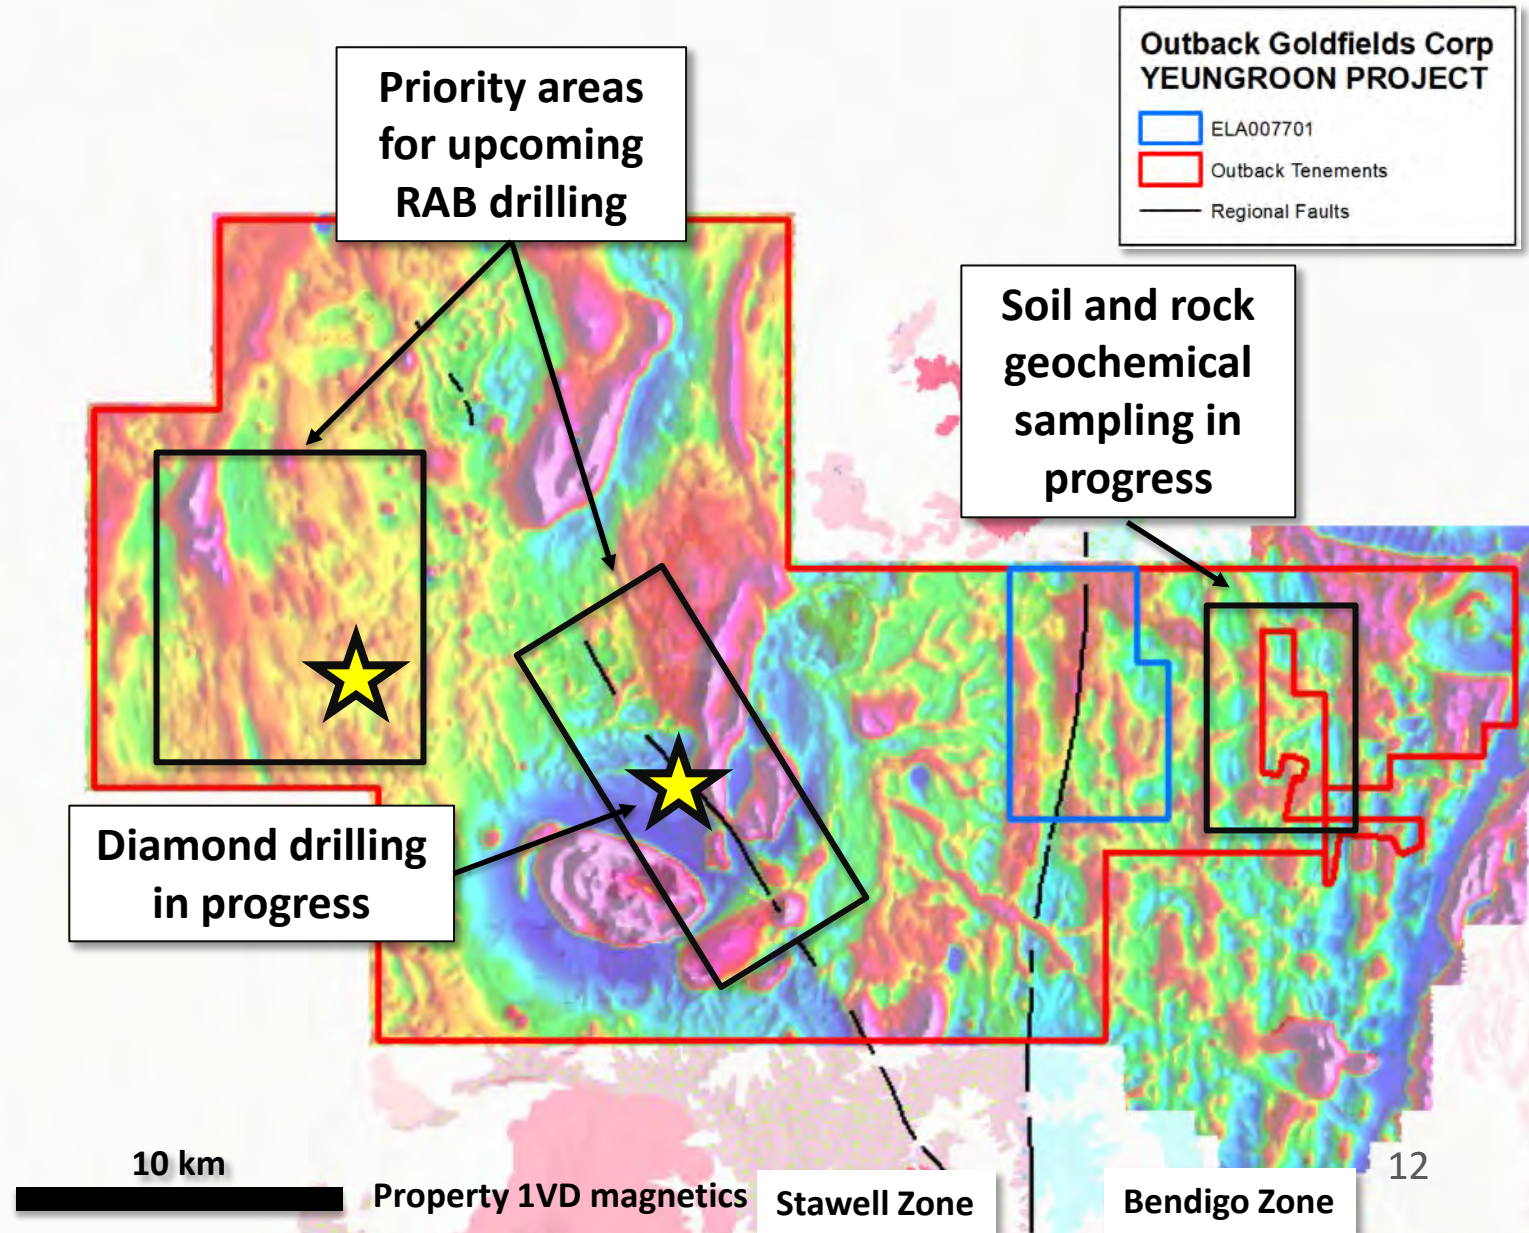 Outback Goldfields Corp
YEUNGROON PROJECT
ELA007701
Outback Tenements
Regional Faults
Priority areas
for upcoming
RAB drilling
Soil and rock
geochemical
sampling in
progress
Diamond drilling
in progress
10 km
Property 1VD magnetics
Stawell Zone
Bendigo Zone
12